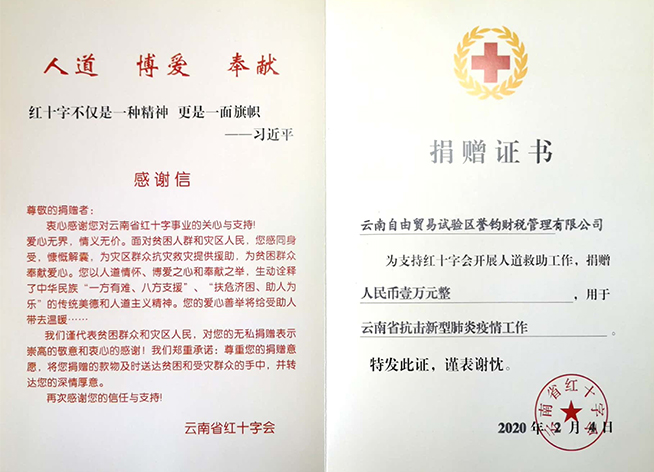 人道 博爱 奉献
红十字不仅是一种精神 更是一面旗帜
——习近平
感谢信
尊敬的捐赠者：
衷心感谢您对云南省红十字事业的关心与支持！
爱心无界，情义无价。面对贫困人群和灾区人民，您感同身
受，慷慨解囊，为灾区群众抗灾救灾提供援助，为贫困群众
奉献爱心。您以人道情怀、博爱之心和奉献之举，生动诠释
了中华民族“一方有难、八方支援”、“扶危济困、助人为
乐”的传统美德和人道主义精神。您的爱心善举将给受助人
带去温暖……
我们谨代表贫困群众和灾区人民，对您的无私捐赠表示
崇高的敬意和衷心的感谢！我们郑重承诺：尊重您的捐赠意
愿，将您捐赠的款物及时送达贫困和受灾群众的手中，并转
达您的深情厚意。
再次感谢您的信任与支持！
云南省红十字会
捐赠证书
云南自由贸易试验区誉钧财税管理有限公司
为支持红十字会开展人道救助工作，捐赠
人民币壹万元整，用于
云南省抗击新型肺炎疫情工作。
特发此证，谨表谢忱。
云南省红十字会
2020 年 2 月 4 日